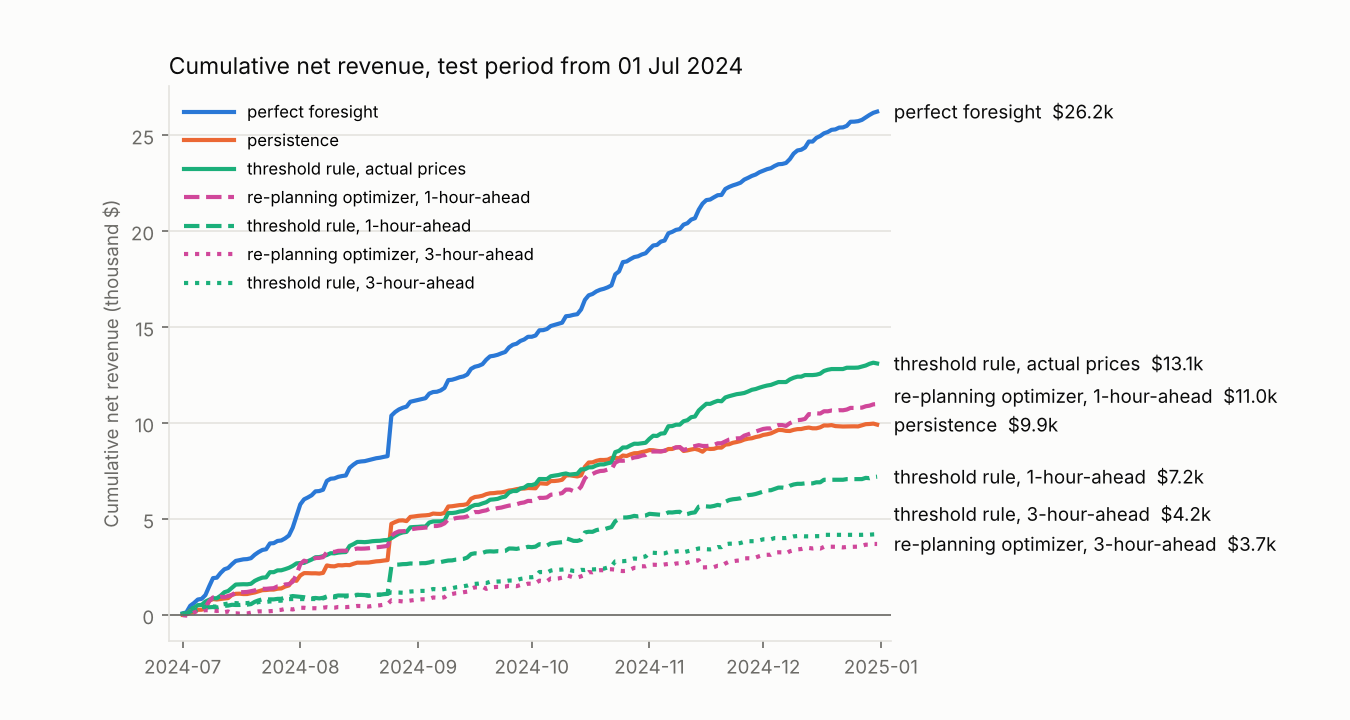 Cumulative net revenue, test period from 01 Jul 2024
perfect foresight
persistence
threshold rule, actual prices
re-planning optimizer, 1-hour-ahead
threshold rule, 1-hour-ahead
re-planning optimizer, 3-hour-ahead
threshold rule, 3-hour-ahead
Cumulative net revenue (thousand $)
25
20
15
10
5
0
2024-07
2024-08
2024-09
2024-10
2024-11
2024-12
2025-01
perfect foresight $26.2k
threshold rule, actual prices $13.1k
re-planning optimizer, 1-hour-ahead $11.0k
persistence $9.9k
threshold rule, 1-hour-ahead $7.2k
threshold rule, 3-hour-ahead $4.2k
re-planning optimizer, 3-hour-ahead $3.7k